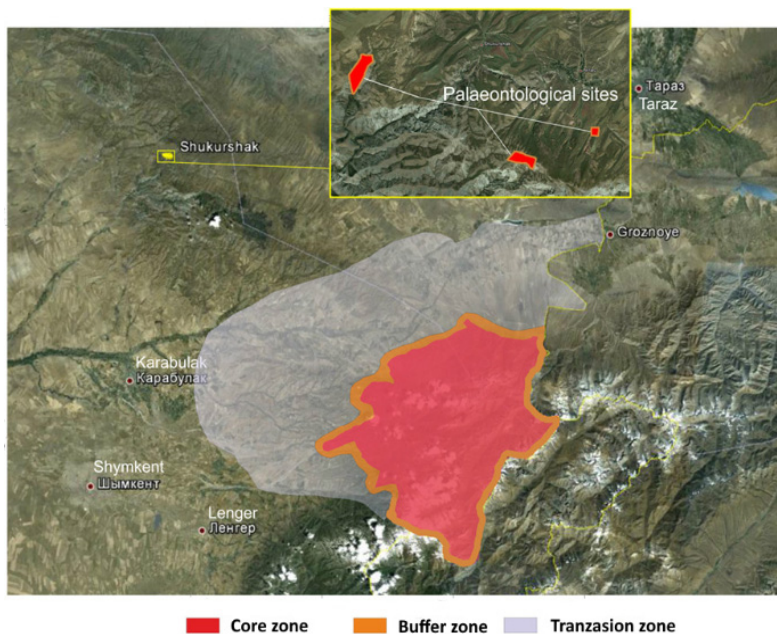 Palaeontological sites
Тараз
Taraz
Shukurshak
Groznoye
Karabulak
Карабулак
Shymkent
Шымкент
Lenger
Ленгер
Core zone
Buffer zone
Tranzasion zone